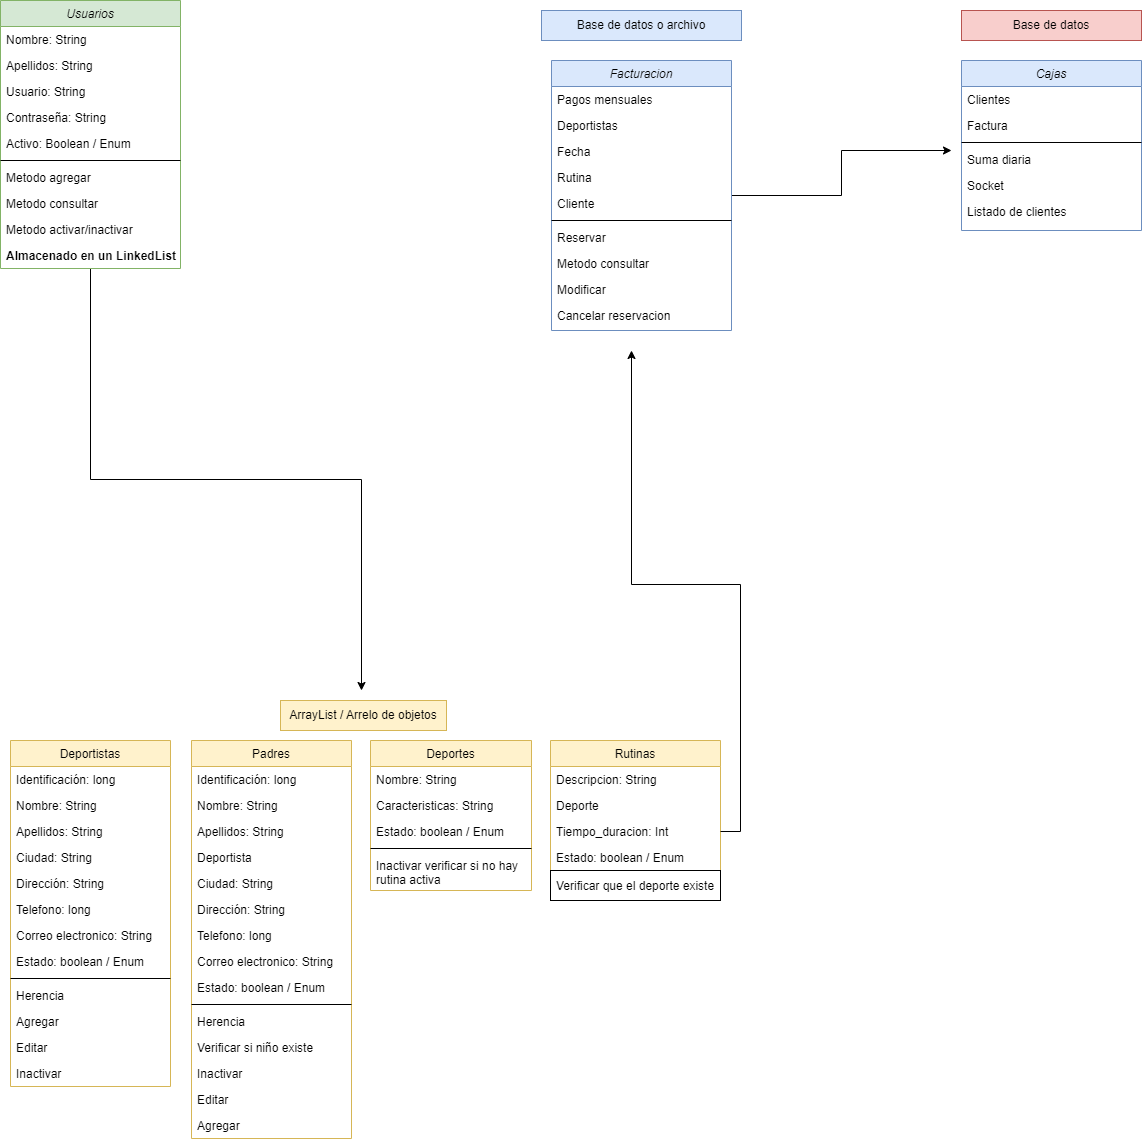 Usuarios
Nombre: String
Apellidos: String
Usuario: String
Contraseña: String
Activo: Boolean / Enum
Metodo agregar
Metodo consultar
Metodo activar/inactivar
Almacenado en un LinkedList
Base de datos o archivo
Facturacion
Pagos mensuales
Deportistas
Fecha
Rutina
Cliente
Reservar
Metodo consultar
Modificar
Cancelar reservacion
Base de datos
Cajas
Clientes
Factura
Suma diaria
Socket
Listado de clientes
ArrayList / Arrelo de objetos
Deportistas
Identificación: long
Nombre: String
Apellidos: String
Ciudad: String
Dirección: String
Telefono: long
Correo electronico: String
Estado: boolean / Enum
Herencia
Agregar
Editar
Inactivar
Padres
Identificación: long
Nombre: String
Apellidos: String
Deportista
Ciudad: String
Dirección: String
Telefono: long
Correo electronico: String
Estado: boolean / Enum
Herencia
Verificar si niño existe
Inactivar
Editar
Agregar
Deportes
Nombre: String
Caracteristicas: String
Estado: boolean / Enum
Inactivar verificar si no hay
rutina activa
Rutinas
Descripcion: String
Deporte
Tiempo_duracion: Int
Estado: boolean / Enum
Verificar que el deporte existe